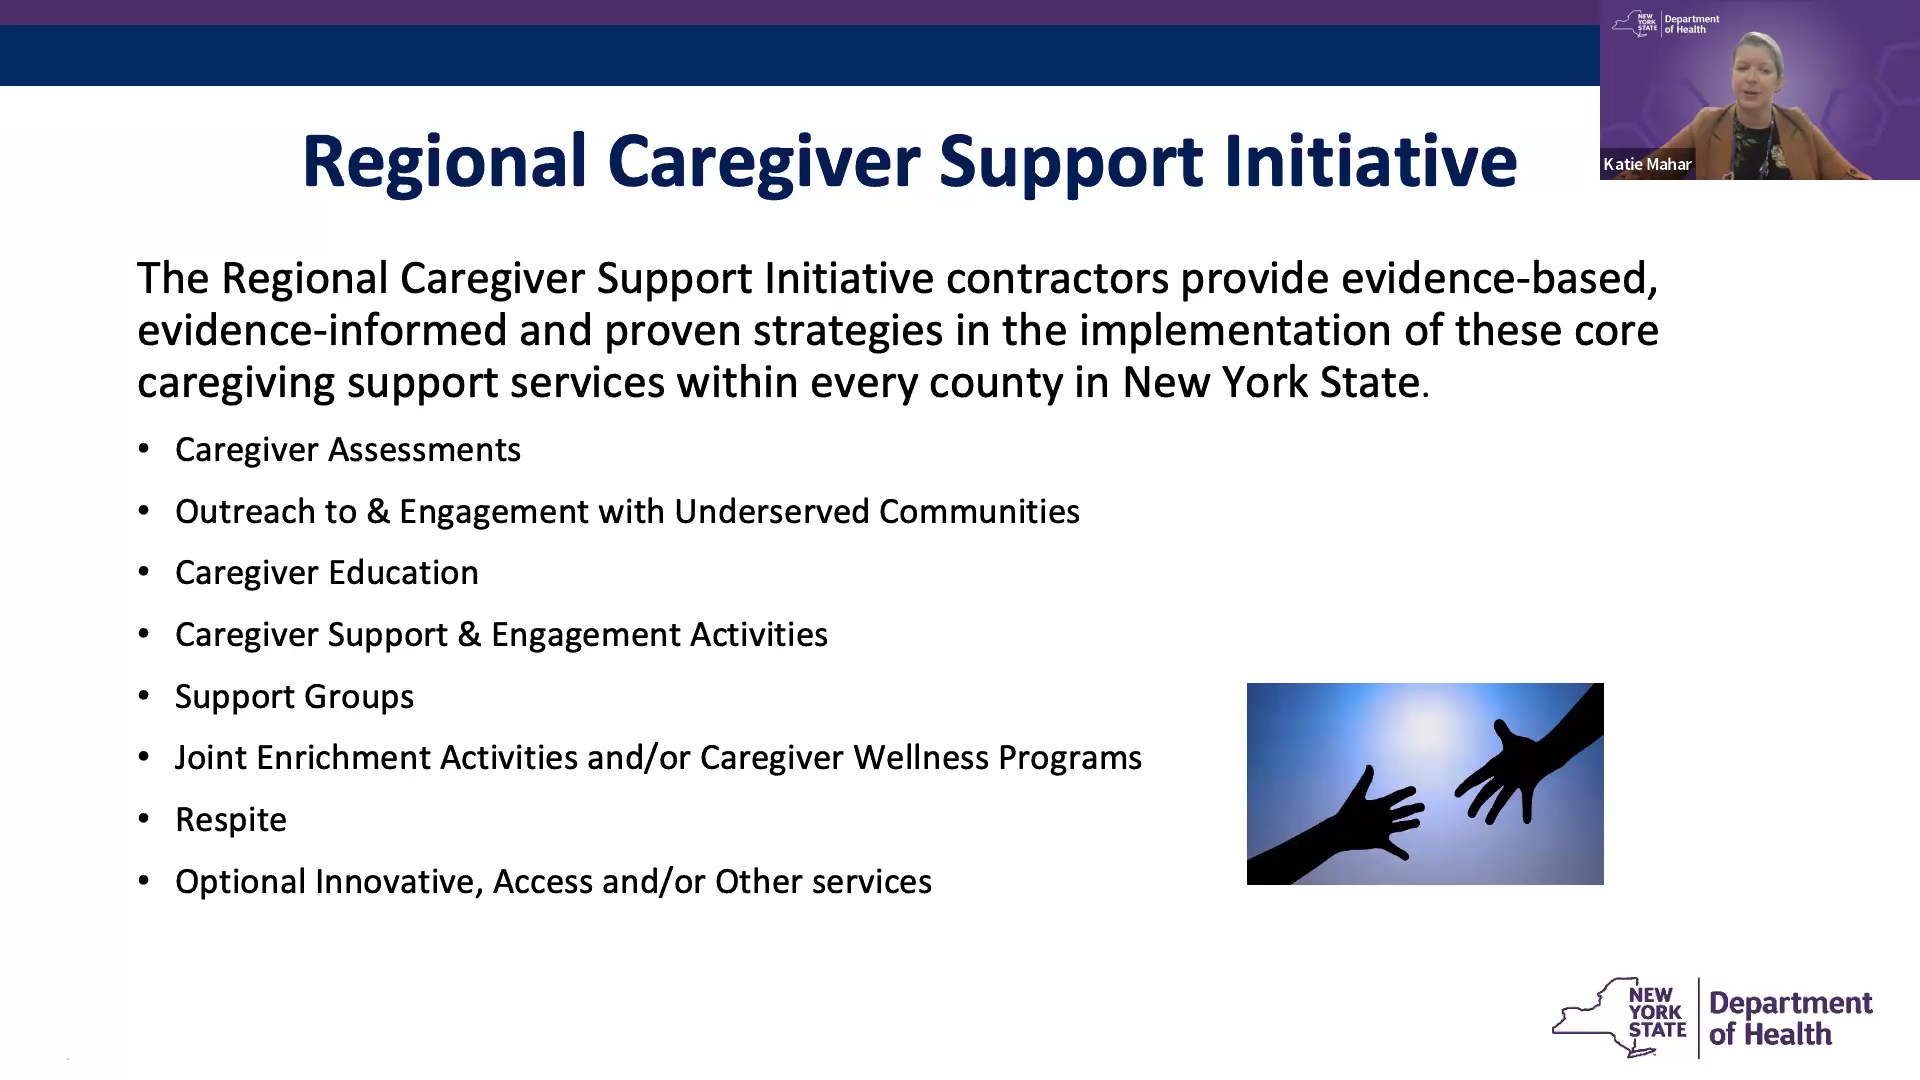 NEW
YORK
STATE
Department
of Health
Katie Mahar
Regional Caregiver Support Initiative
The Regional Caregiver Support Initiative contractors provide evidence-based,
evidence-informed and proven strategies in the implementation of these core
caregiving support services within every county in New York State.
• Caregiver Assessments
• Outreach to & Engagement with Underserved Communities
• Caregiver Education
• Caregiver Support & Engagement Activities
• Support Groups
• Joint Enrichment Activities and/or Caregiver Wellness Programs
• Respite
• Optional Innovative, Access and/or Other services
NEW
YORK
STATE
Department
of Health